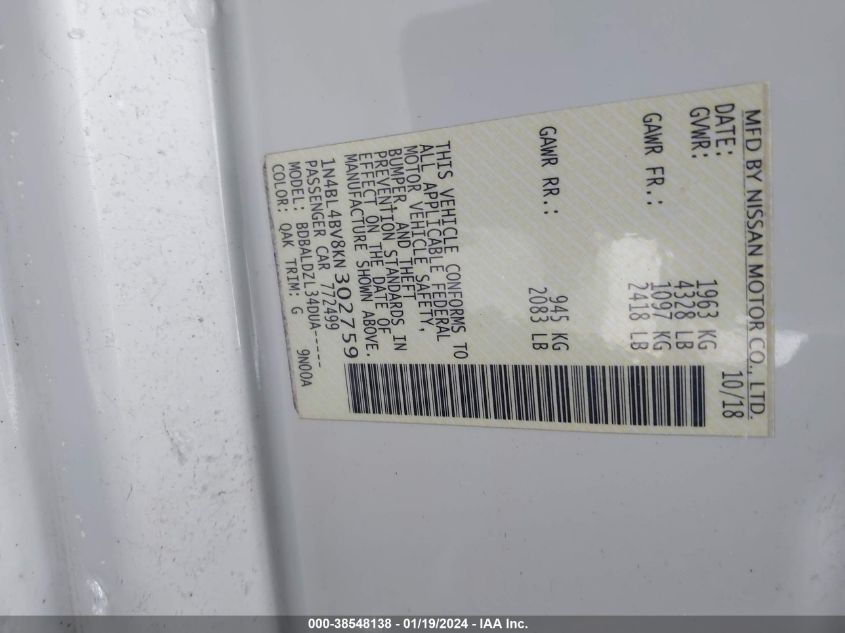 MFD BY NISSAN MOTOR CO., LTD.
DATE: 10/18
GVWR: 1963 KG
4328 LB
GAWR FR.: 1097 KG
2418 LB
GAWR RR.: 945 KG
2083 LB
THIS VEHICLE CONFORMS TO
ALL APPLICABLE FEDERAL
MOTOR VEHICLE SAFETY,
BUMPER, AND THEFT
PREVENTION STANDARDS IN
EFFECT ON THE DATE OF
MANUFACTURE SHOWN ABOVE.
1N4BL4BV8KN302759
PASSENGER CAR 772499
MODEL: BDBALDZL34DUA-----
COLOR: QAK TRIM: G 9N00A
000-38548138 - 01/19/2024 - IAA Inc.